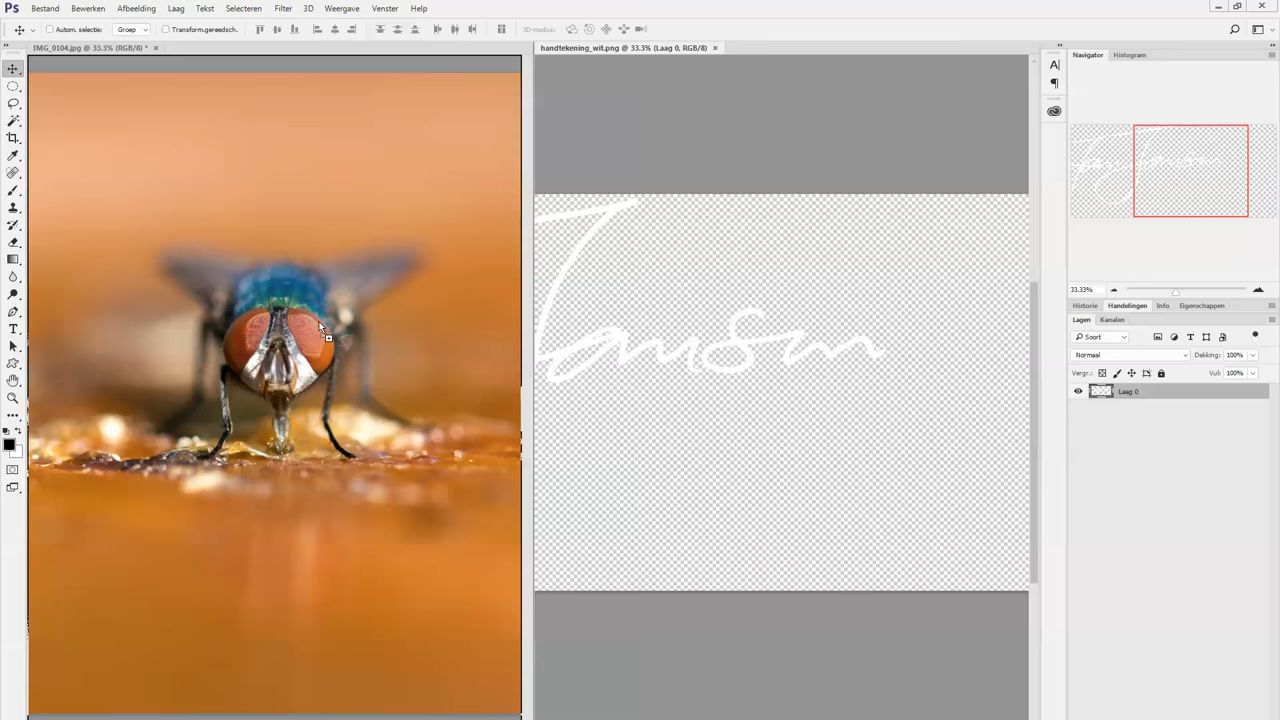 Ps Bestand Bewerken Afbeelding Laag Tekst Selecteren Filter 3D Weergave Venster Help
Autom. selectie: Groep Transform.gereedsch. 3D-modus:
IMG_0104.jpg @ 33.3% (RGB/8) * × handtekening_wit.png @ 33.3% (Laag 0, RGB/8) ×
Navigator Histogram
33.33%
Historie Handelingen Info Eigenschappen
Lagen Kanalen
Soort
Normaal Dekking: 100%
Vergr.: Vul: 100%
Laag 0